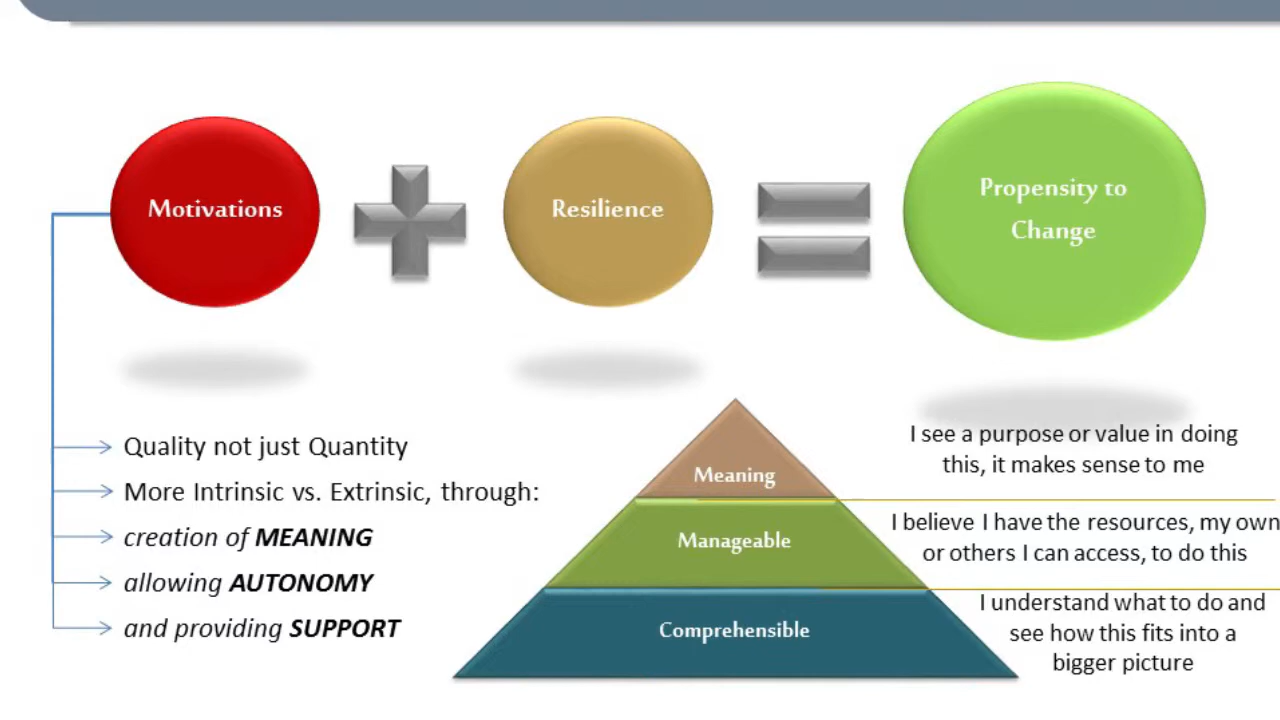 Motivations
Resilience
Propensity to
Change
Quality not just Quantity
More Intrinsic vs. Extrinsic, through:
creation of MEANING
allowing AUTONOMY
and providing SUPPORT
Meaning
Manageable
Comprehensible
I see a purpose or value in doing
this, it makes sense to me
I believe I have the resources, my own
or others I can access, to do this
I understand what to do and
see how this fits into a
bigger picture